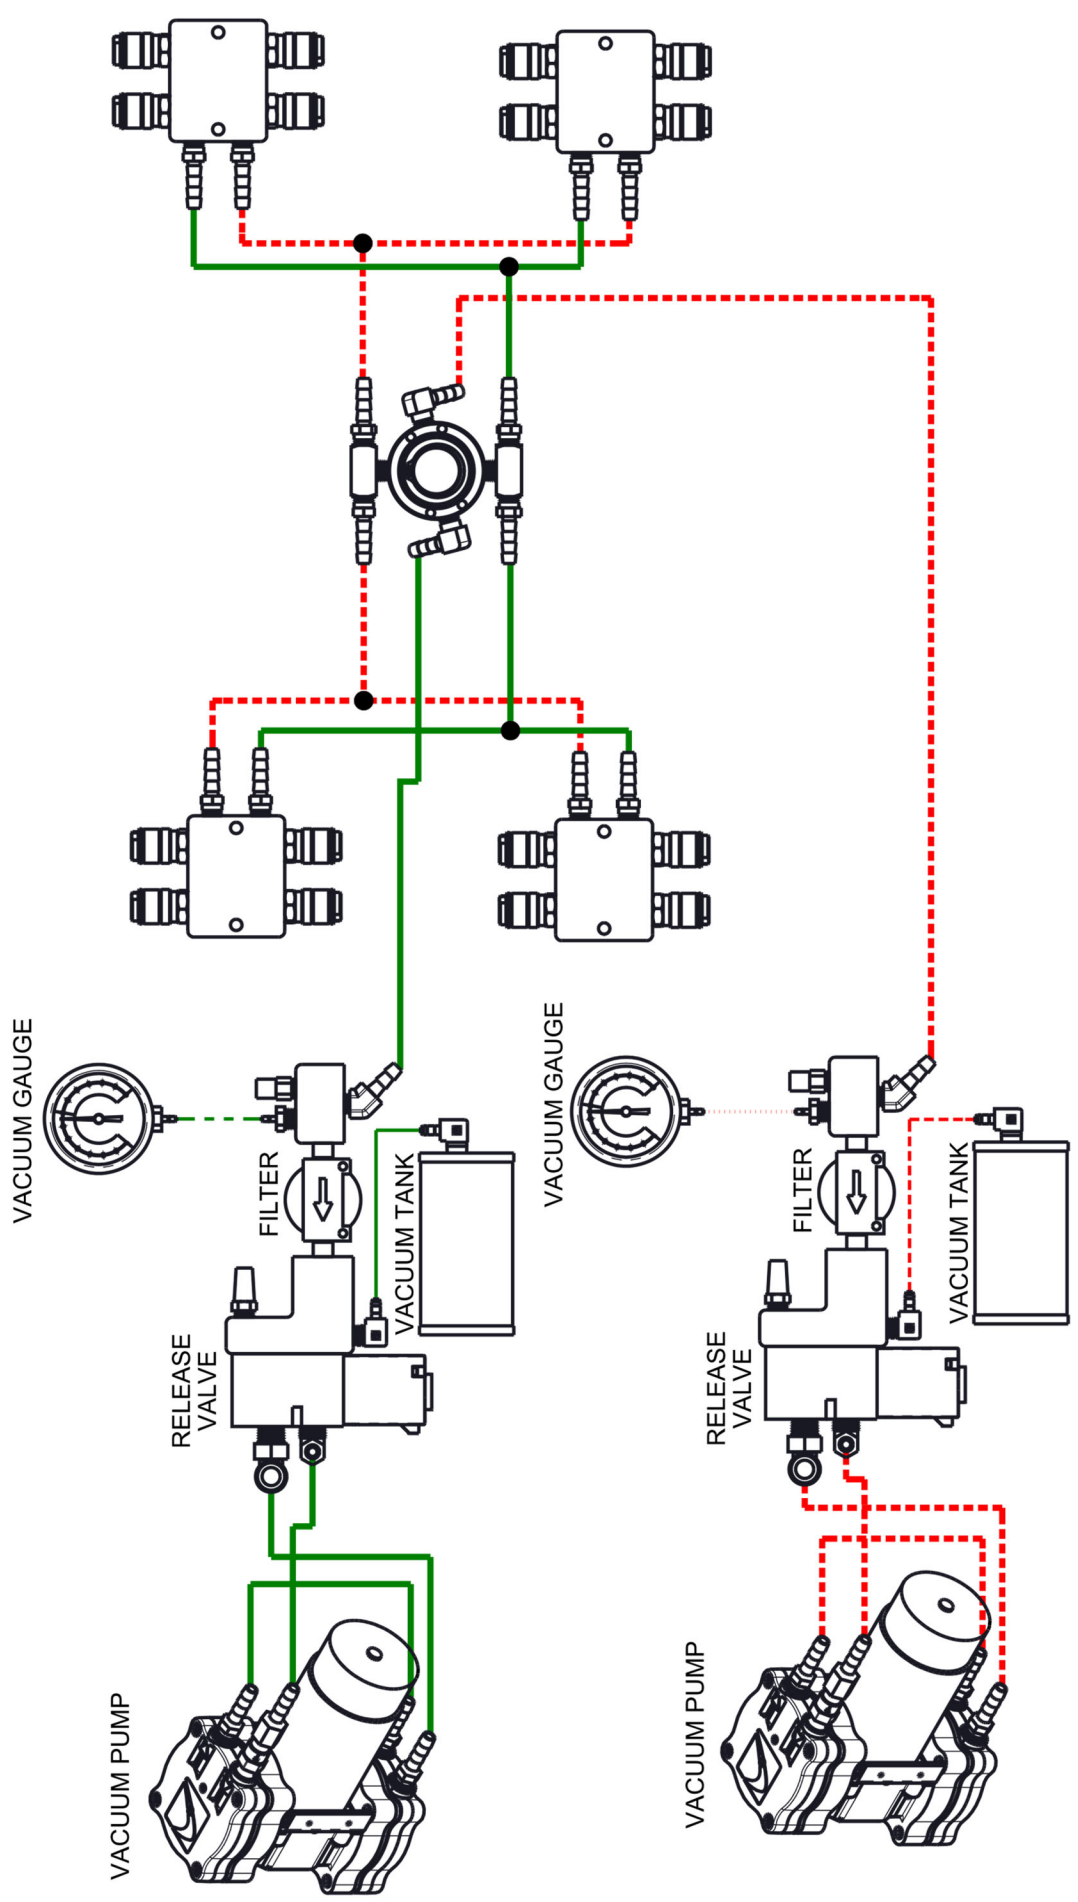 VACUUM GAUGE
VACUUM GAUGE
FILTER
VACUUM TANK
FILTER
VACUUM TANK
RELEASE
VALVE
RELEASE
VALVE
VACUUM PUMP
VACUUM PUMP